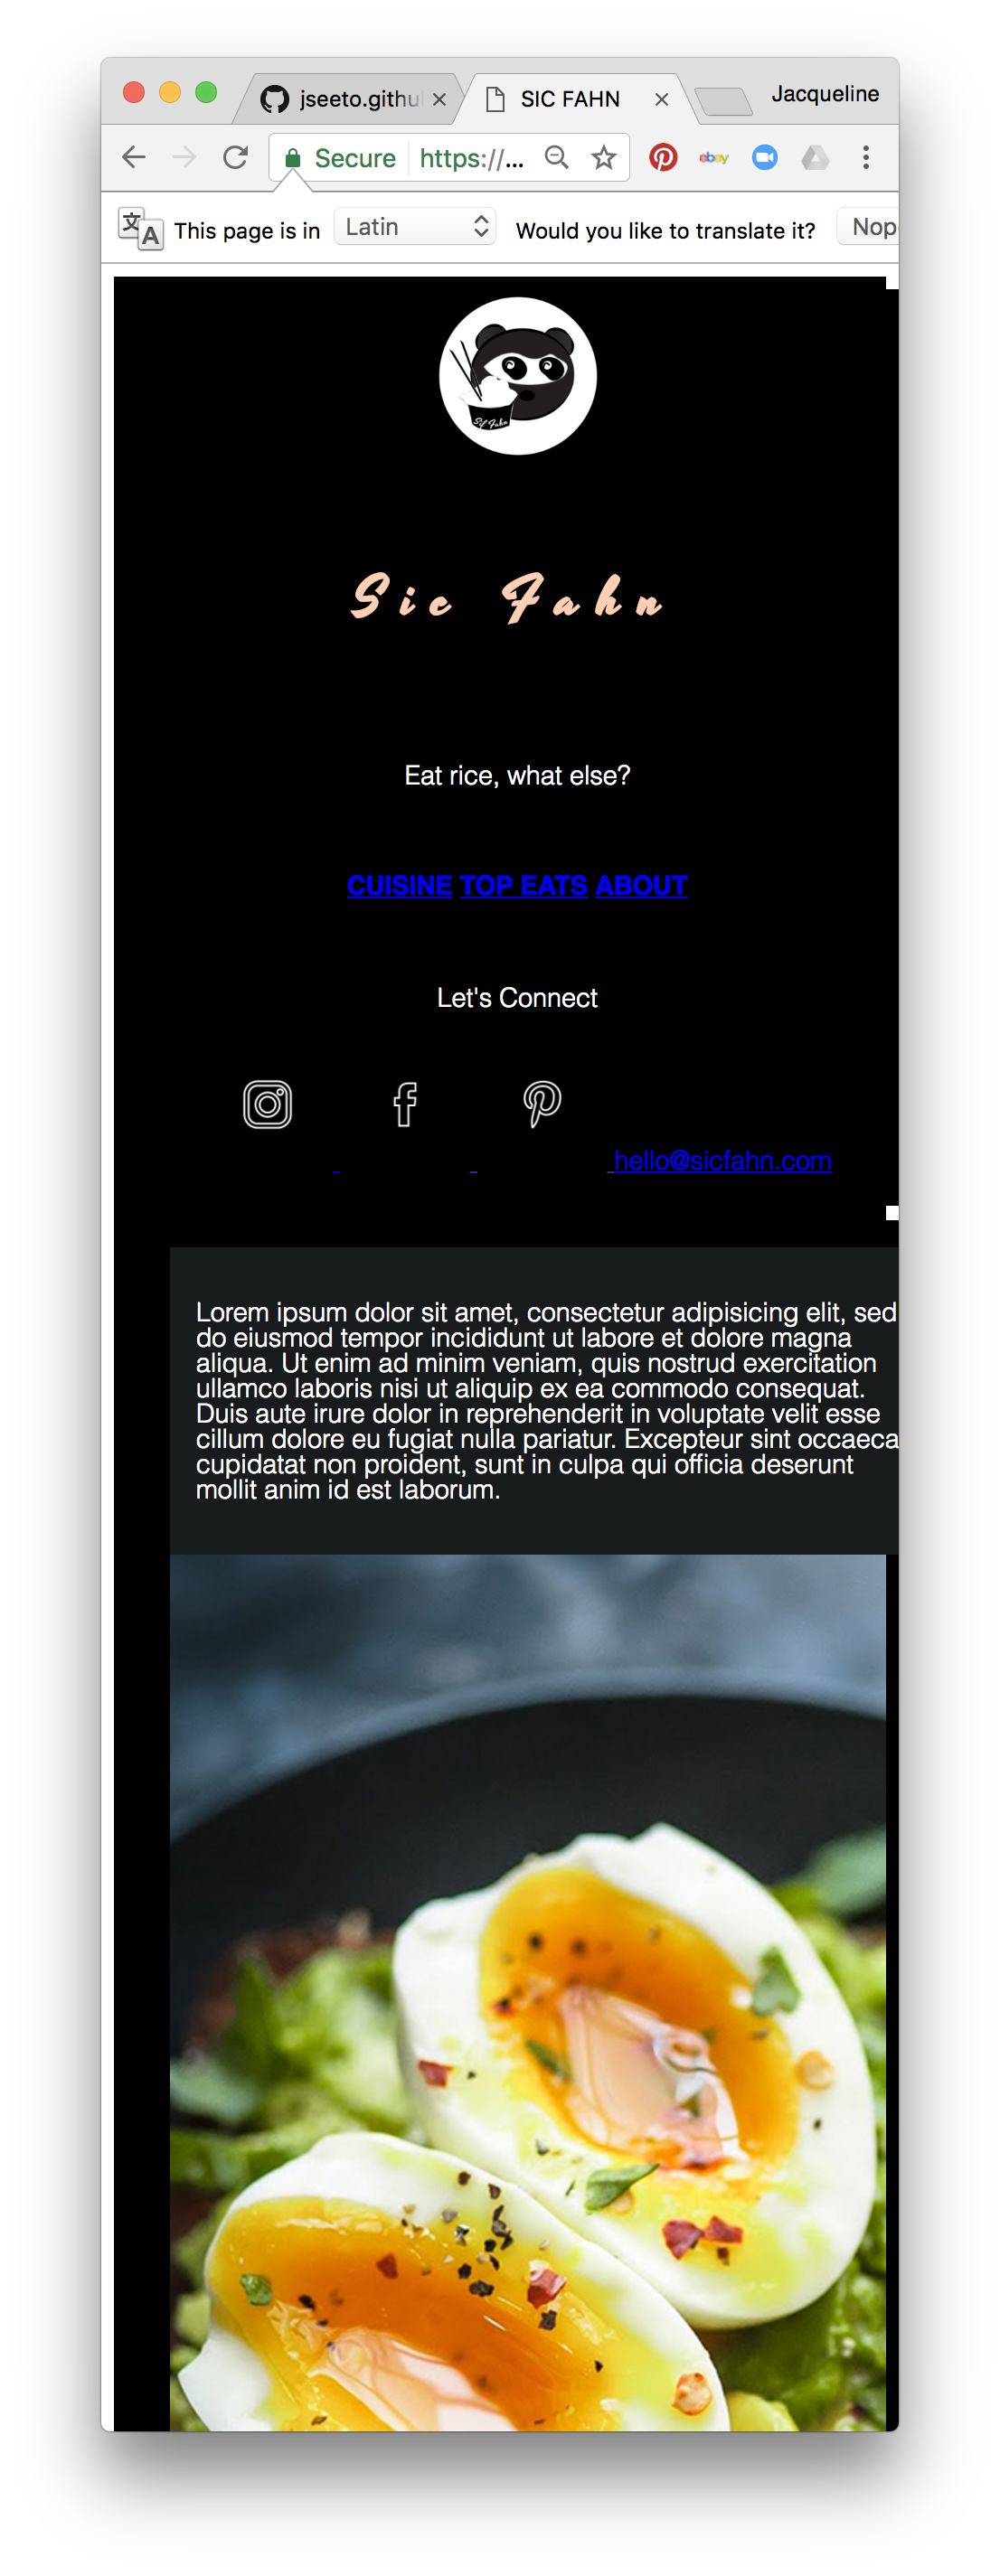 jseeto.githu
SIC FAHN
Jacqueline
Secure https://...
ebay
文 A This page is in Latin Would you like to translate it? Nop
Sic Fahn
Sic Fahn
Eat rice, what else?
CUISINE TOP EATS ABOUT
Let's Connect
hello@sicfahn.com
Lorem ipsum dolor sit amet, consectetur adipisicing elit, sed
do eiusmod tempor incididunt ut labore et dolore magna
aliqua. Ut enim ad minim veniam, quis nostrud exercitation
ullamco laboris nisi ut aliquip ex ea commodo consequat.
Duis aute irure dolor in reprehenderit in voluptate velit esse
cillum dolore eu fugiat nulla pariatur. Excepteur sint occaeca
cupidatat non proident, sunt in culpa qui officia deserunt
mollit anim id est laborum.